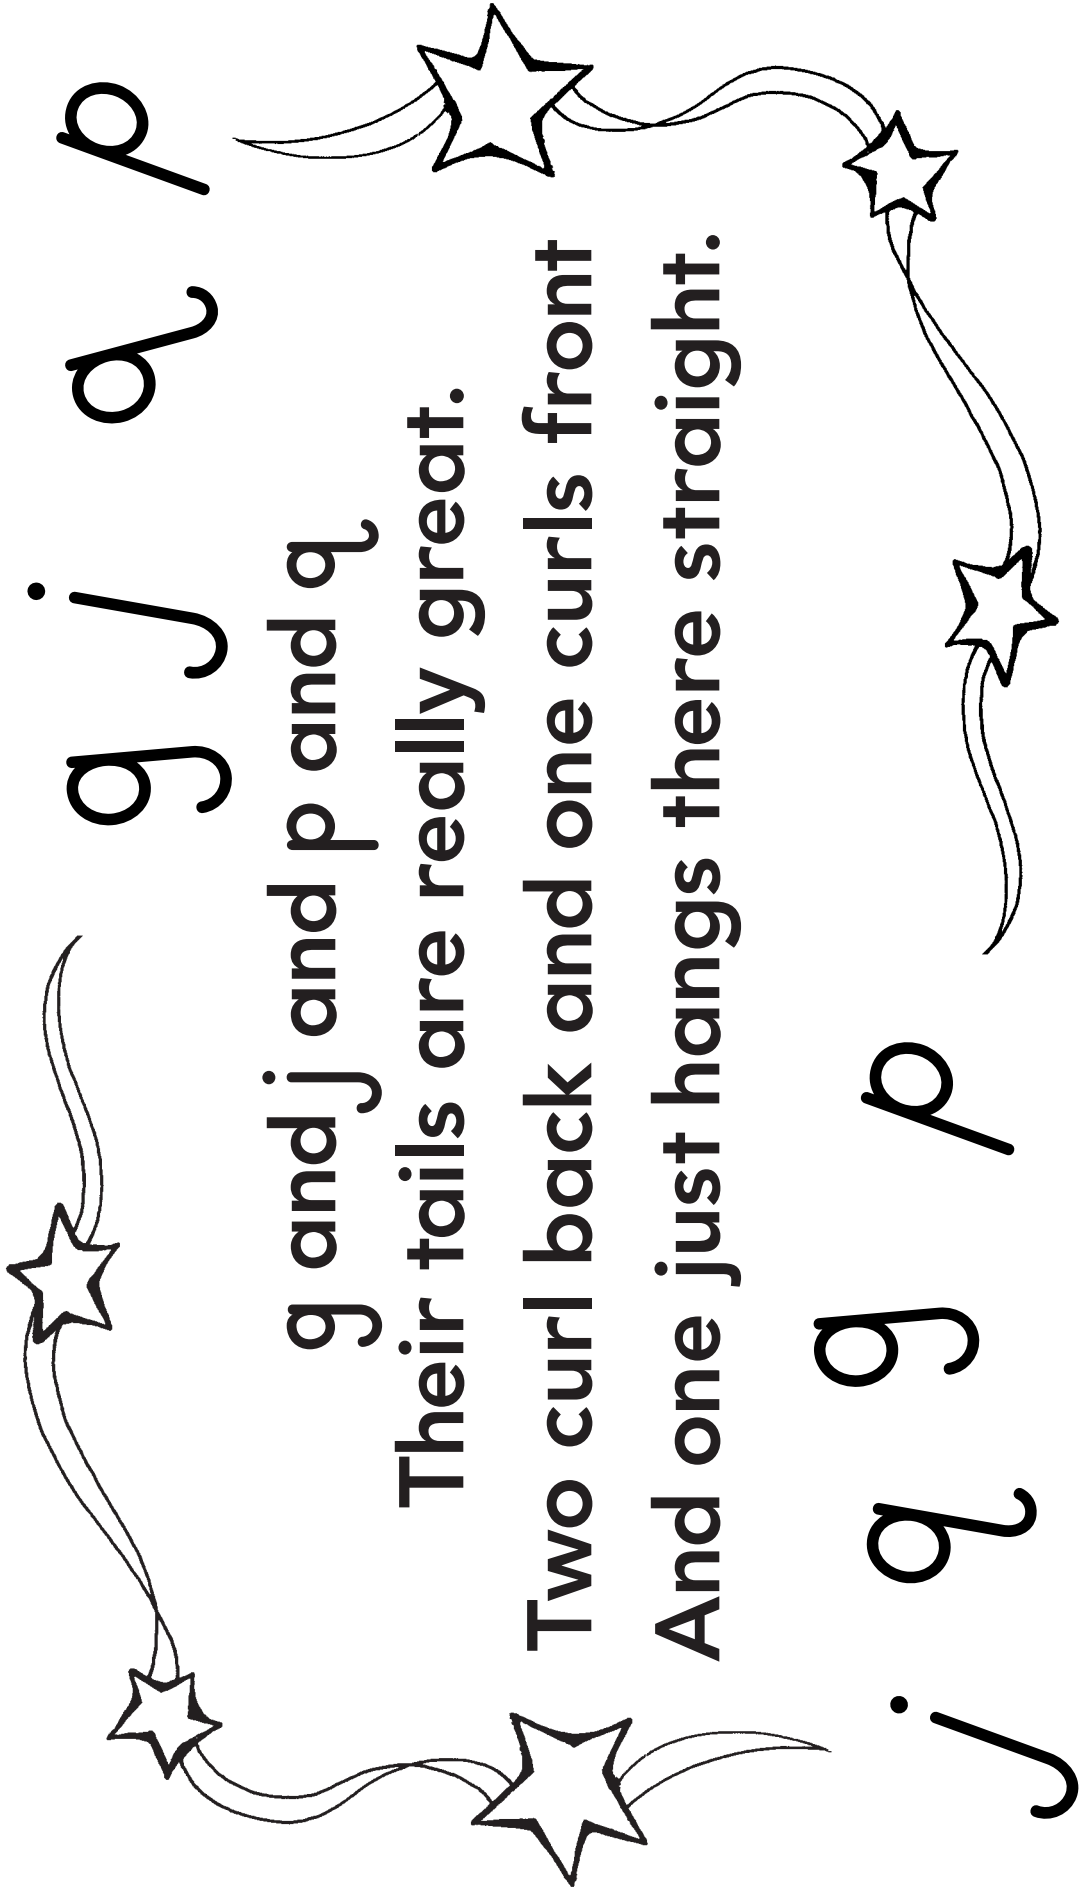 g j q p
g and j and p and q
Their tails are really great.
Two curl back and one curls front
And one just hangs there straight.
j q g p